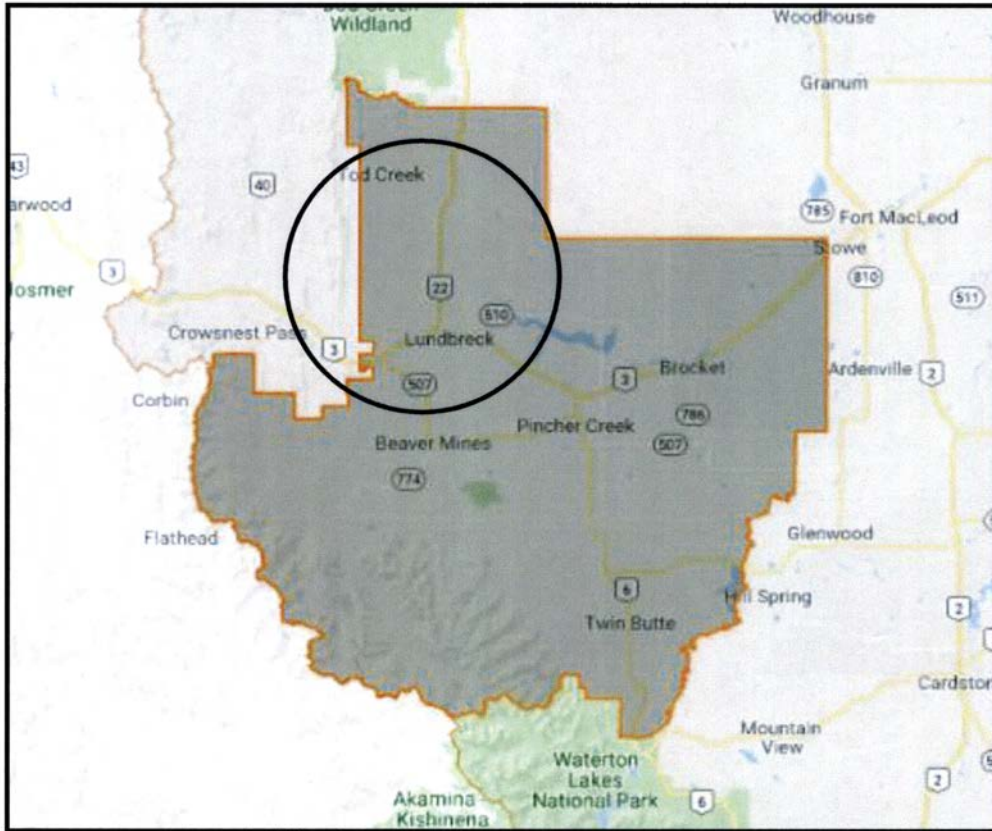 Wildland
Woodhouse
Granum
43
40
Tod Creek
785
Fort MacLeod
arwood
Stowe
3
810
22
511
losmer
510
Crowsnest Pass
3
Lundbreck
3
Brocket
Ardenville
2
507
Corbin
786
Pincher Creek
Beaver Mines
507
774
Flathead
Glenwood
6
Hill Spring
2
Twin Butte
Cardston
Mountain
View
Waterton
Lakes
National Park
2
Akamina
Kishinena
6